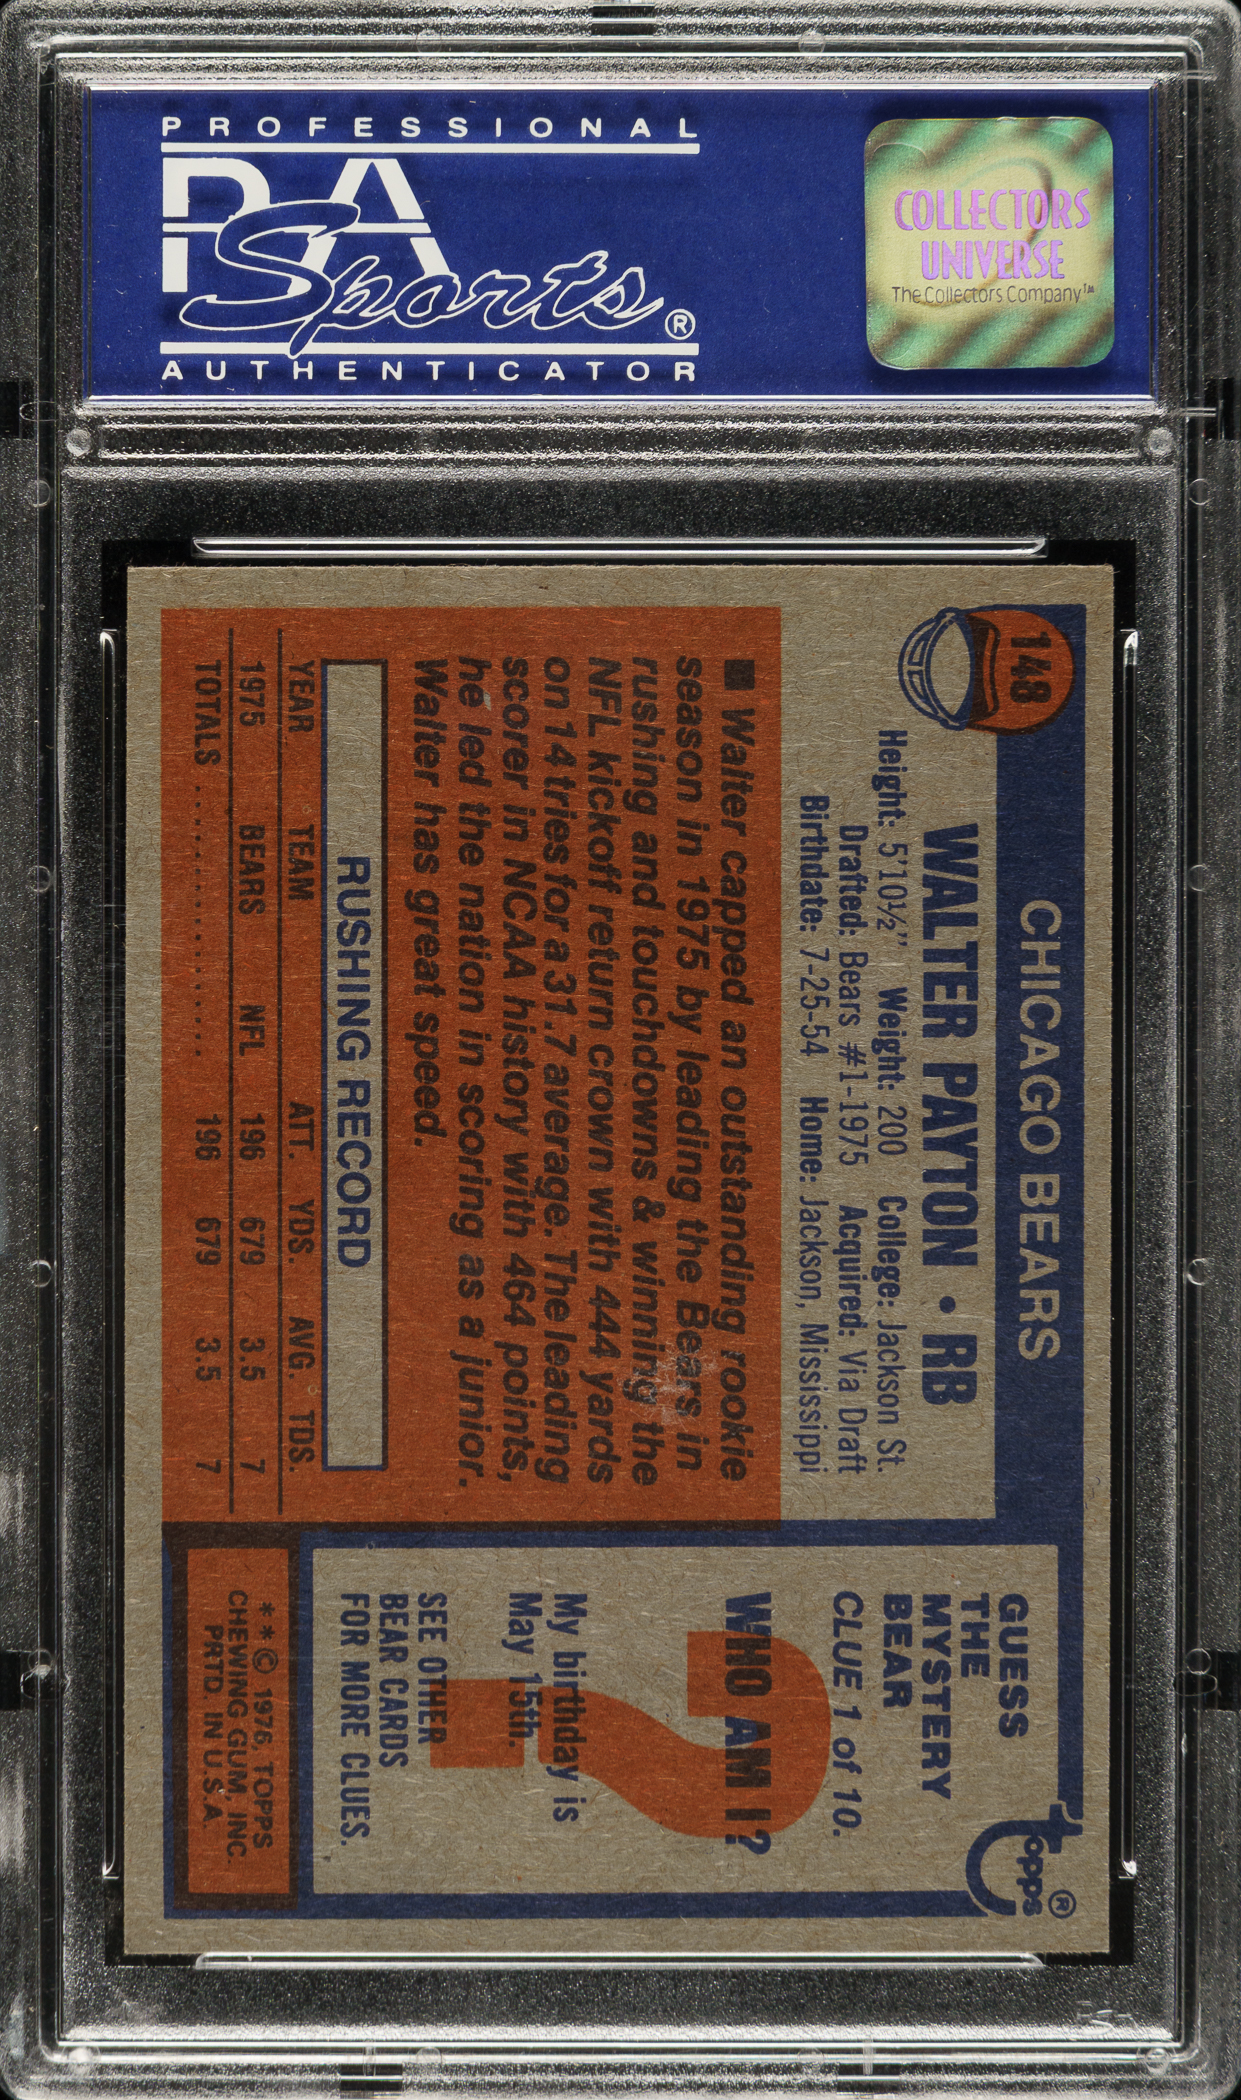 PROFESSIONAL
PSA
Sports®
AUTHENTICATOR
COLLECTORS
UNIVERSE
The Collectors Company™
148
CHICAGO BEARS
WALTER PAYTON • RB
Height: 5'10½" Weight: 200 College: Jackson St.
Drafted: Bears #1-1975 Acquired: Via Draft
Birthdate: 7-25-54 Home: Jackson, Mississippi
■ Walter capped an outstanding rookie
season in 1975 by leading the Bears in
rushing and touchdowns & winning the
NFL kickoff return crown with 444 yards
on 14 tries for a 31.7 average. The leading
scorer in NCAA history with 464 points,
he led the nation in scoring as a junior.
Walter has great speed.
RUSHING RECORD
YEAR TEAM ATT. YDS. AVG. TDS.
1975 BEARS NFL 196 679 3.5 7
TOTALS .......................... 196 679 3.5 7
topps®
GUESS
THE
MYSTERY
BEAR
CLUE 1 of 10.
WHO AM I?
?
My birthday is
May 15th.
SEE OTHER
BEAR CARDS
FOR MORE CLUES.
** © 1976, TOPPS
CHEWING GUM, INC.
PRTD. IN U.S.A.